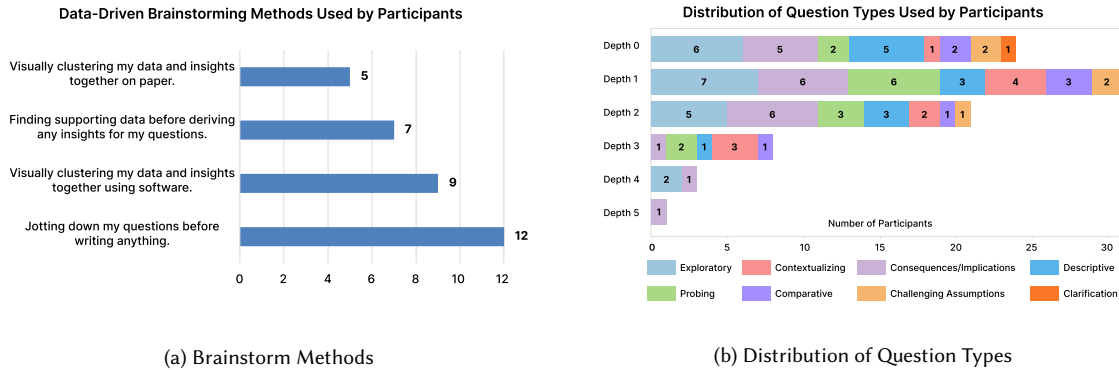 Data-Driven Brainstorming Methods Used by Participants
Visually clustering my data and insights
together on paper.
5
Finding supporting data before deriving
any insights for my questions.
7
Visually clustering my data and insights
together using software.
9
Jotting down my questions before
writing anything.
12
0 2 4 6 8 10 12
(a) Brainstorm Methods
Distribution of Question Types Used by Participants
Depth 0 6 5 2 5 1 2 2 1
Depth 1 7 6 6 3 4 3 2
Depth 2 5 6 3 3 2 1 1
Depth 3 1 2 1 3 1
Depth 4 2 1
Depth 5 1
Number of Participants
0 5 10 15 20 25 30
Exploratory Contextualizing Consequences/Implications Descriptive
Probing Comparative Challenging Assumptions Clarification
(b) Distribution of Question Types